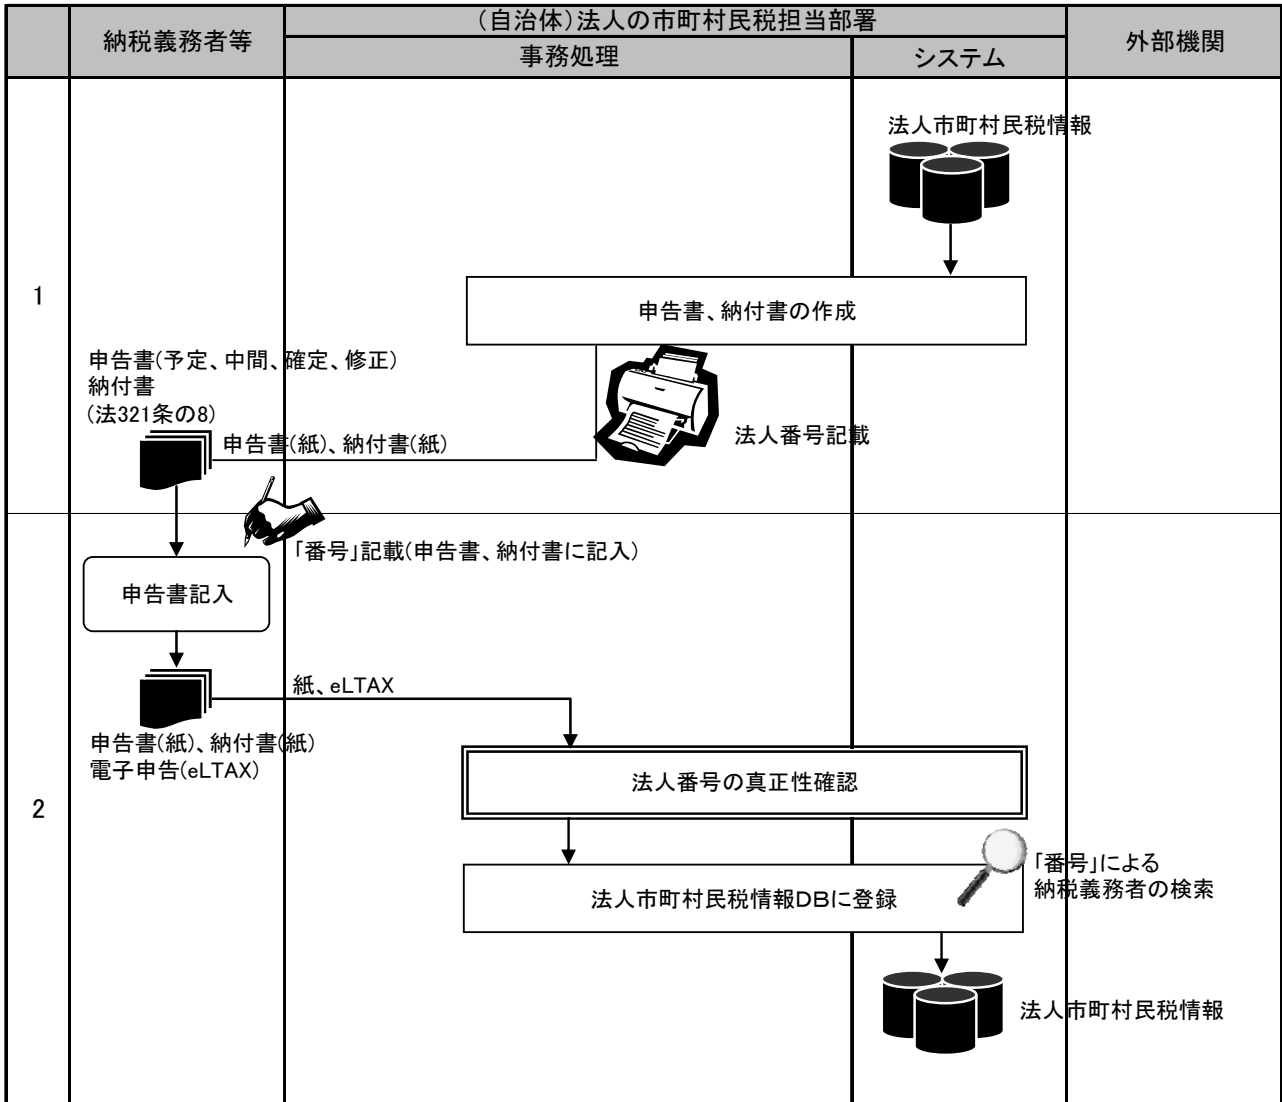 納税義務者等
（自治体）法人の市町村民税担当部署
外部機関
事務処理
システム
法人市町村民税情報
1
申告書、納付書の作成
申告書(予定、中間、確定、修正)
納付書
(法321条の8)
申告書(紙)、納付書(紙)
法人番号記載
「番号」記載(申告書、納付書に記入)
申告書記入
紙、eLTAX
申告書(紙)、納付書(紙)
電子申告(eLTAX)
法人番号の真正性確認
2
「番号」による
納税義務者の検索
法人市町村民税情報DBに登録
法人市町村民税情報